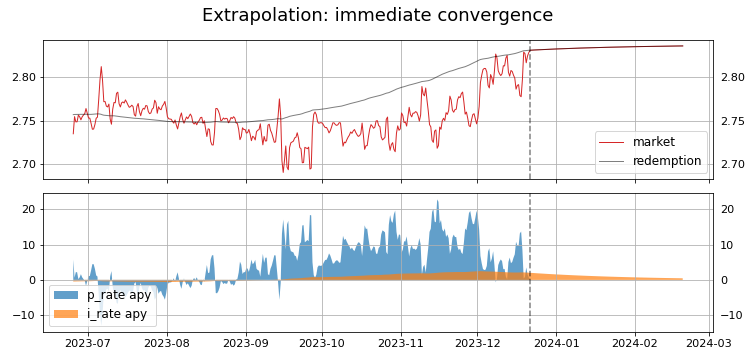 Extrapolation: immediate convergence
2.80 2.80
2.75 2.75
2.70 2.70
market
redemption
20 20
10 10
0 0
−10 −10
p_rate apy
i_rate apy
2023-07 2023-08 2023-09 2023-10 2023-11 2023-12 2024-01 2024-02 2024-03